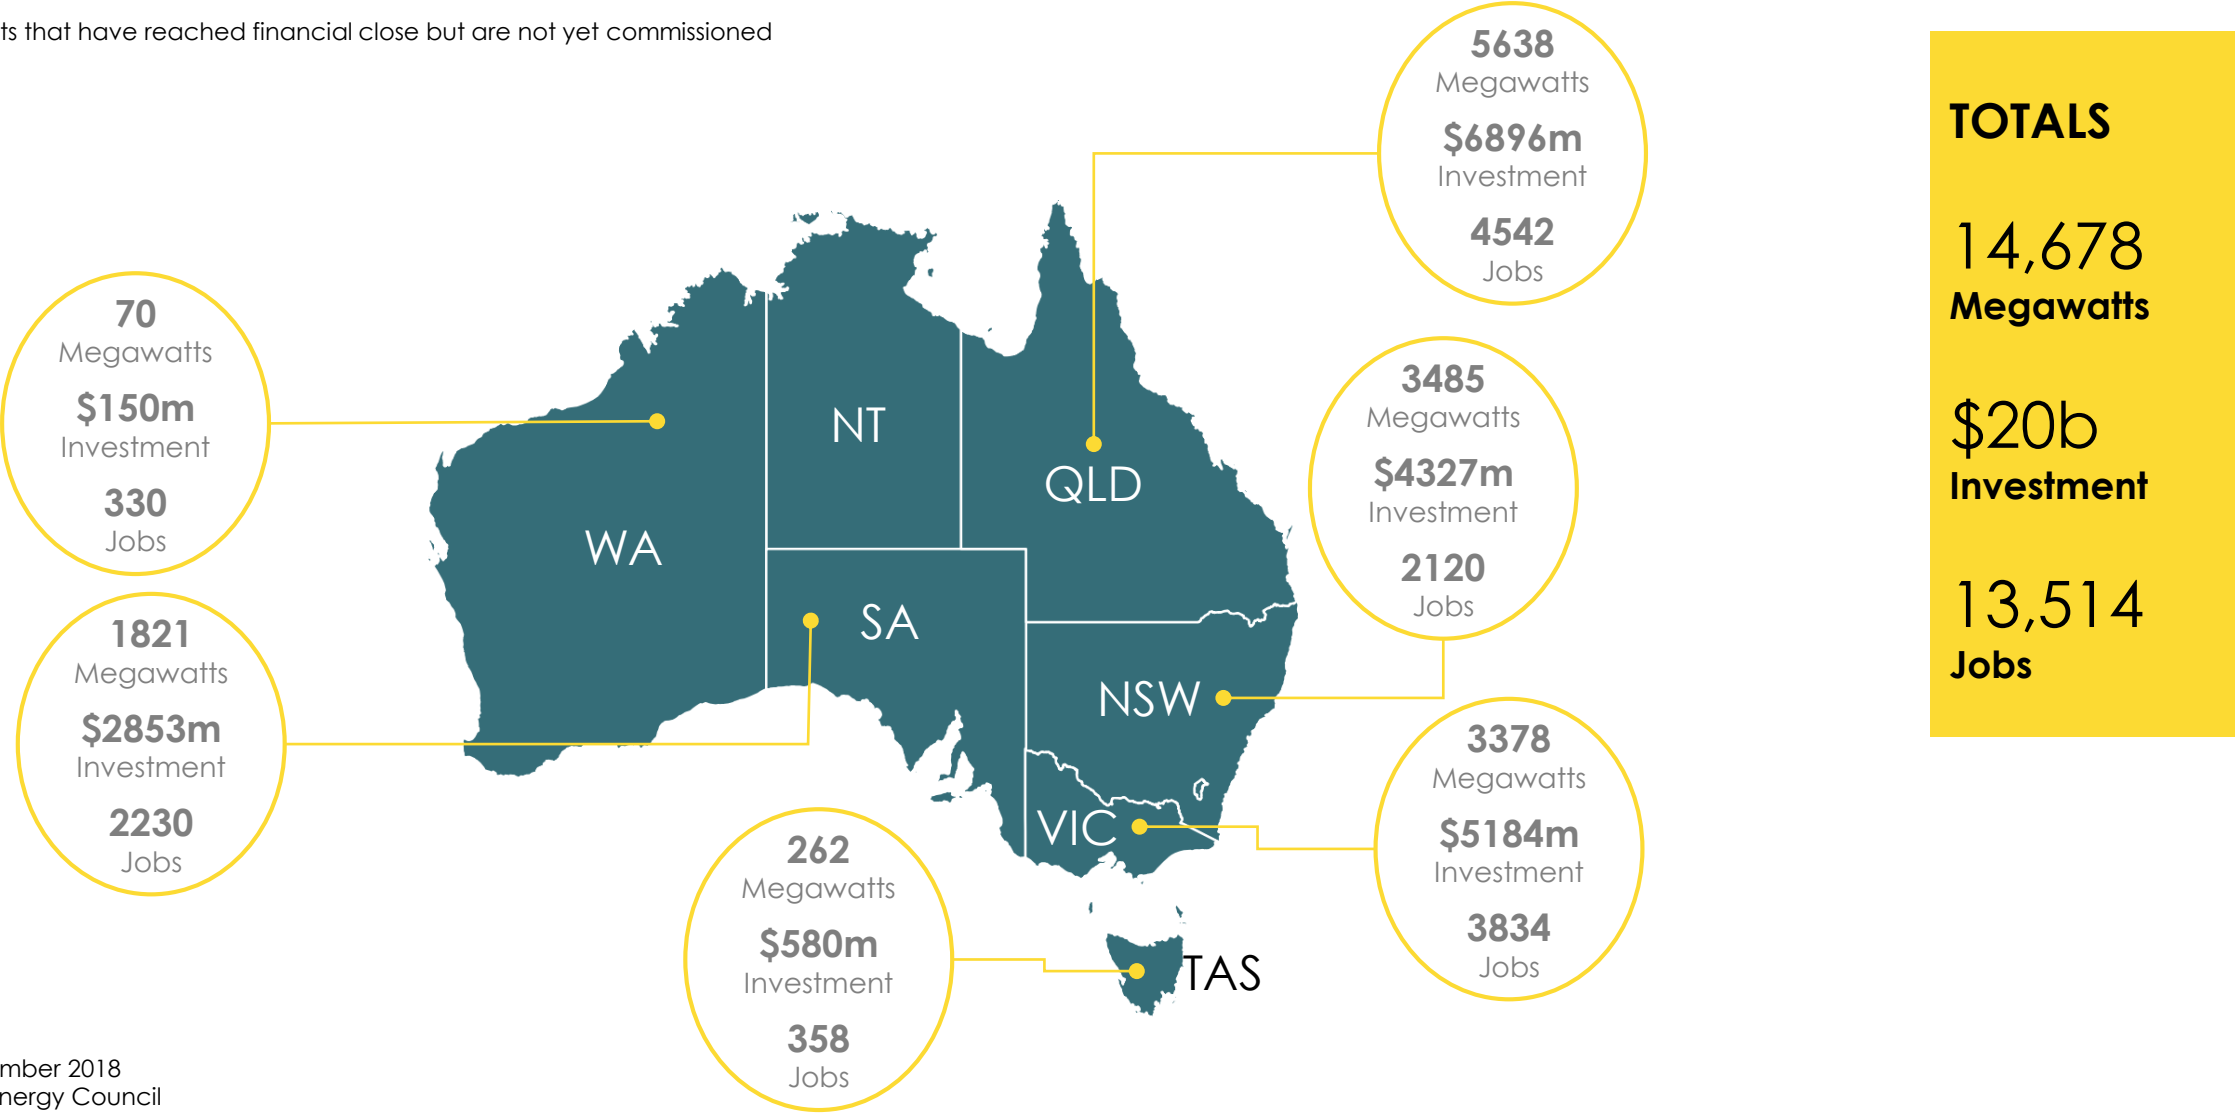 ts that have reached financial close but are not yet commissioned
5638
Megawatts
$6896m
Investment
4542
Jobs
TOTALS
14,678
Megawatts
$20b
Investment
13,514
Jobs
70
Megawatts
$150m
Investment
330
Jobs
3485
Megawatts
$4327m
Investment
2120
Jobs
NT
QLD
WA
SA
NSW
VIC
TAS
1821
Megawatts
$2853m
Investment
2230
Jobs
3378
Megawatts
$5184m
Investment
3834
Jobs
262
Megawatts
$580m
Investment
358
Jobs
mber 2018
nergy Council